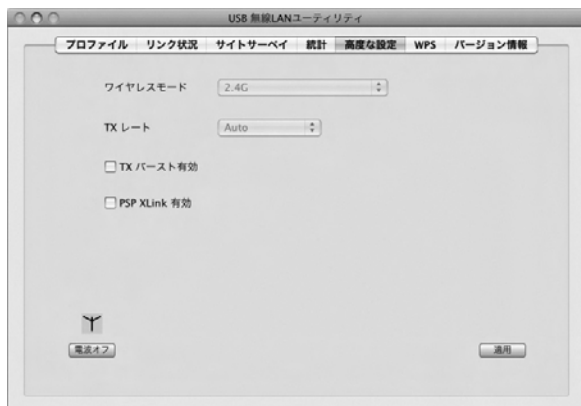 USB 無線LANユーティリティ
プロファイル リンク状況 サイトサーベイ 統計 高度な設定 WPS バージョン情報
ワイヤレスモード 2.4G
TX レート Auto
TX バースト有効
PSP XLink 有効
電波オフ 適用